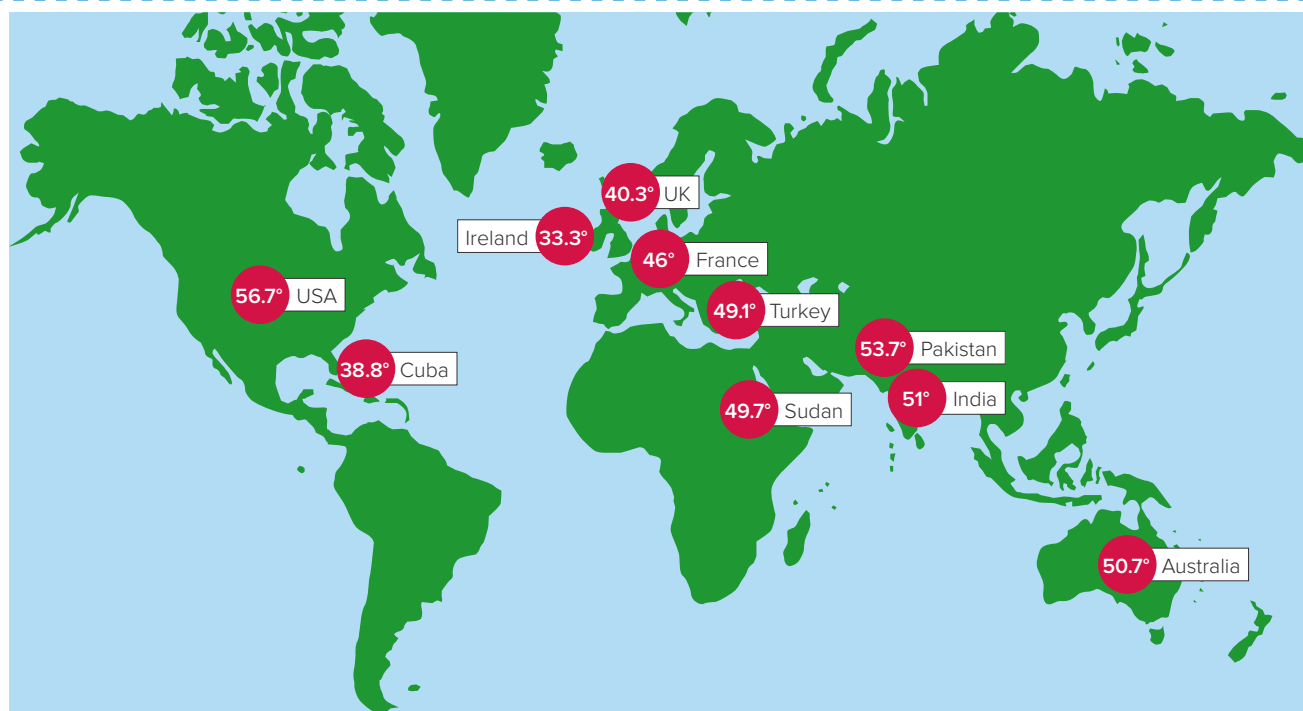 40.3° UK
Ireland 33.3°
46° France
56.7° USA
49.1° Turkey
53.7° Pakistan
38.8° Cuba
51° India
49.7° Sudan
50.7° Australia